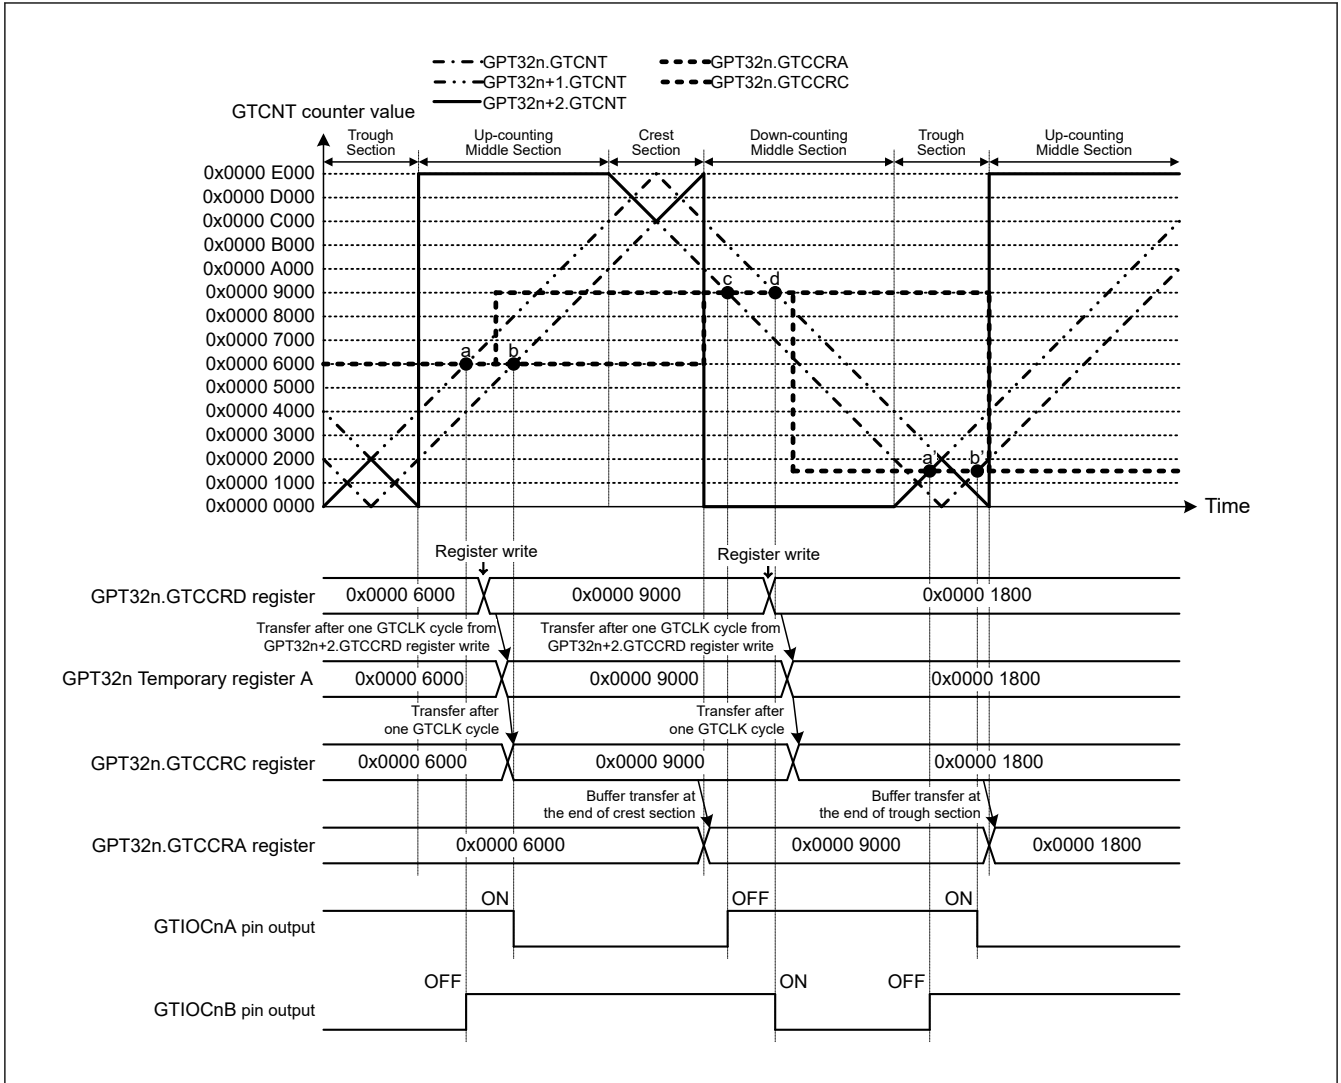 GPT32n.GTCNT
GPT32n.GTCCRA
GPT32n+1.GTCNT
GPT32n.GTCCRC
GPT32n+2.GTCNT
GTCNT counter value
Trough
Section
Up-counting
Middle Section
Crest
Section
Down-counting
Middle Section
Trough
Section
Up-counting
Middle Section
0x0000 E000
0x0000 D000
0x0000 C000
0x0000 B000
0x0000 A000
0x0000 9000
0x0000 8000
0x0000 7000
0x0000 6000
0x0000 5000
0x0000 4000
0x0000 3000
0x0000 2000
0x0000 1000
0x0000 0000
a
b
c
d
a'
b'
Time
Register write
Register write
GPT32n.GTCCRD register
0x0000 6000
0x0000 9000
0x0000 1800
Transfer after one GTCLK cycle from
GPT32n+2.GTCCRD register write
Transfer after one GTCLK cycle from
GPT32n+2.GTCCRD register write
GPT32n Temporary register A
0x0000 6000
0x0000 9000
0x0000 1800
Transfer after
one GTCLK cycle
Transfer after
one GTCLK cycle
GPT32n.GTCCRC register
0x0000 6000
0x0000 9000
0x0000 1800
Buffer transfer at
the end of crest section
Buffer transfer at
the end of trough section
GPT32n.GTCCRA register
0x0000 6000
0x0000 9000
0x0000 1800
ON
OFF
ON
GTIOCnA pin output
OFF
ON
OFF
GTIOCnB pin output